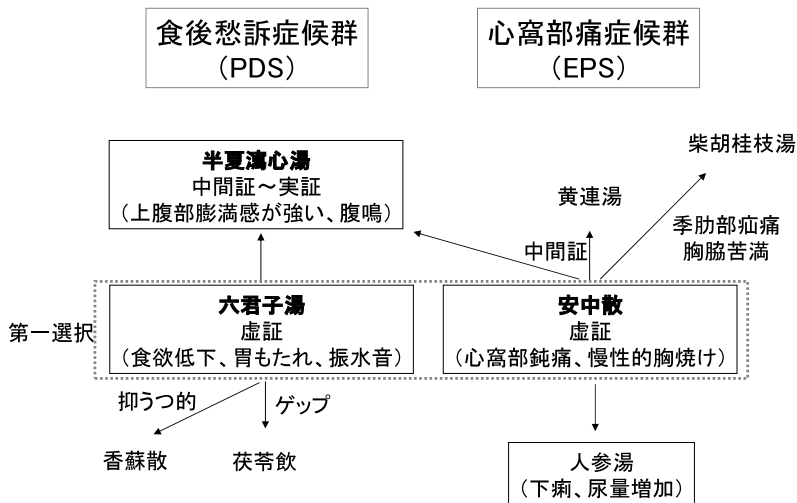 食後愁訴症候群
（PDS）
心窩部痛症候群
（EPS）
半夏瀉心湯
中間証～実証
（上腹部膨満感が強い、腹鳴）
柴胡桂枝湯
黄連湯
中間証
季肋部疝痛
胸脇苦満
第一選択
六君子湯
虚証
（食欲低下、胃もたれ、振水音）
安中散
虚証
（心窩部鈍痛、慢性的胸焼け）
抑うつ的
ゲップ
香蘇散
茯苓飲
人参湯
（下痢、尿量増加）